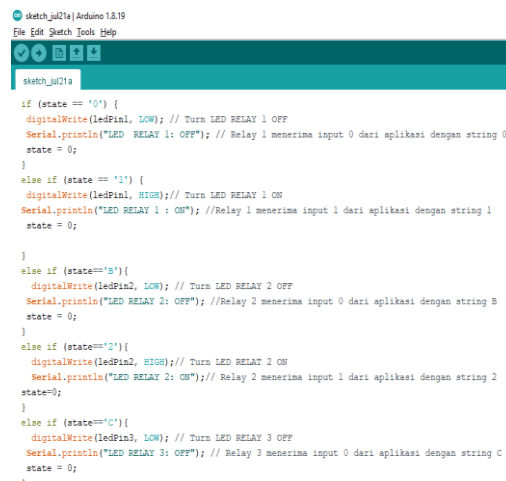 sketch_jul21a | Arduino 1.8.19
File Edit Sketch Tools Help
sketch_jul21a
if (state == '0') {
digitalWrite(ledPin1, LOW); // Turn LED RELAY 1 OFF
Serial.println("LED  RELAY 1: OFF"); // Relay 1 menerima input 0 dari aplikasi dengan string 0
state = 0;
}
else if (state == '1') {
digitalWrite(ledPin1, HIGH);// Turn LED RELAY 1 ON
Serial.println("LED RELAY 1 : ON"); //Relay 1 menerima input 1 dari aplikasi dengan string 1
state = 0;
}
else if (state=='B'){
digitalWrite(ledPin2, LOW); // Turn LED RELAY 2 OFF
Serial.println("LED RELAY 2: OFF"); //Relay 2 menerima input 0 dari aplikasi dengan string B
state = 0;
}
else if (state=='2'){
digitalWrite(ledPin2, HIGH);// Turn LED RELAT 2 ON
Serial.println("LED RELAY 2: ON");// Relay 2 menerima input 1 dari aplikasi dengan string 2
state=0;
}
else if (state=='C'){
digitalWrite(ledPin3, LOW); // Turn LED RELAY 3 OFF
Serial.println("LED RELAY 3: OFF"); // Relay 3 menerima input 0 dari aplikasi dengan string C
state = 0;
}